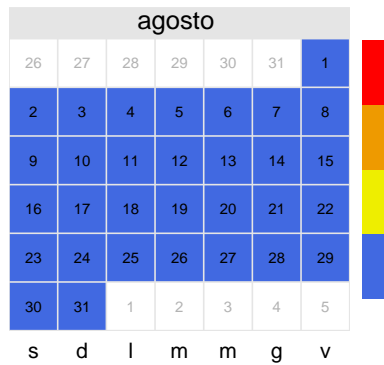 agosto
26 27 28 29 30 31 1
2 3 4 5 6 7 8
9 10 11 12 13 14 15
16 17 18 19 20 21 22
23 24 25 26 27 28 29
30 31 1 2 3 4 5
s d l m m g v